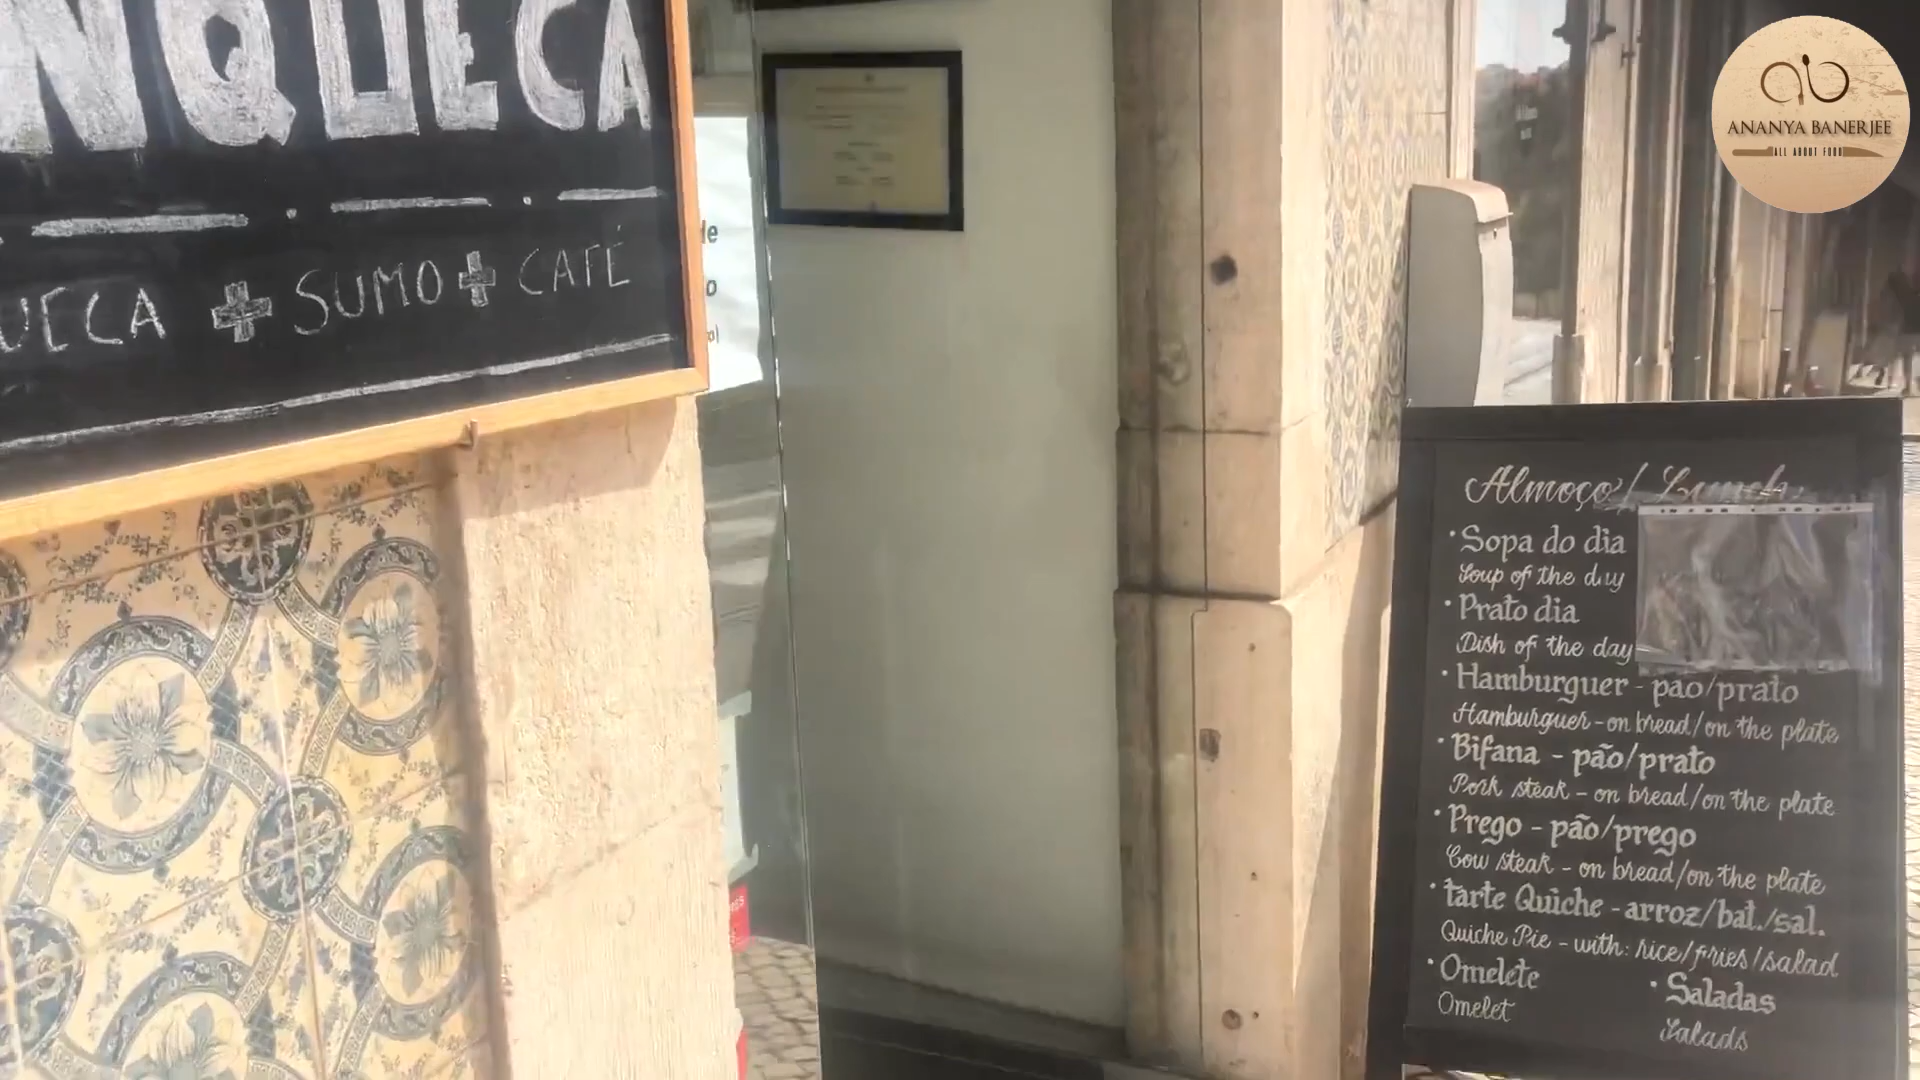 NQUECA
UECA + SUMO + CAFÉ
ANANYA BANERJEE
ALL ABOUT FOOD
Almoço / Lunch
• Sopa do dia
Soup of the day
• Prato dia
Dish of the day
• Hamburguer - pao/prato
Hamburguer - on bread/on the plate
• Bifana - pão/prato
Pork steak - on bread/on the plate
• Prego - pão/prego
Cow steak - on bread/on the plate
• tarte Quiche - arroz/bat./sal.
Quiche Pie - with: rice/fries/salad
• Omelete
Omelet
• Saladas
Salads